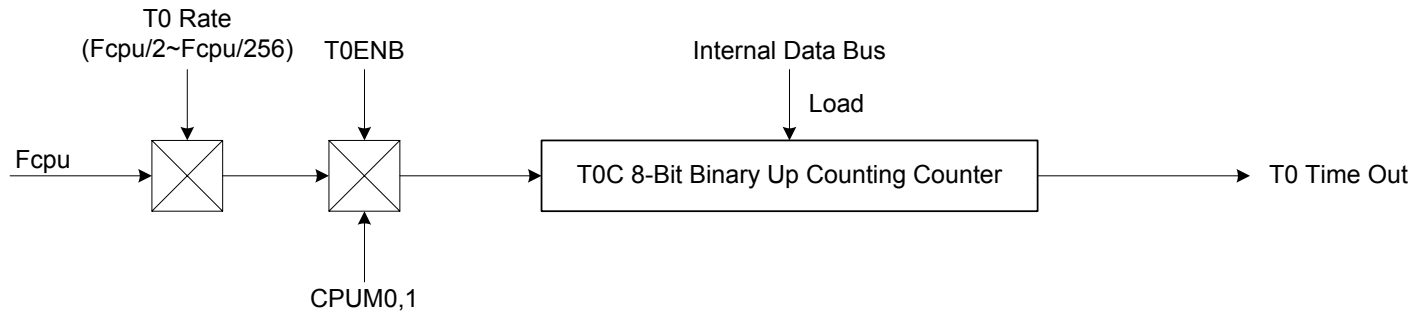 T0 Rate
(Fcpu/2~Fcpu/256)
T0ENB
Internal Data Bus
Load
Fcpu
T0C 8-Bit Binary Up Counting Counter
T0 Time Out
CPUM0,1